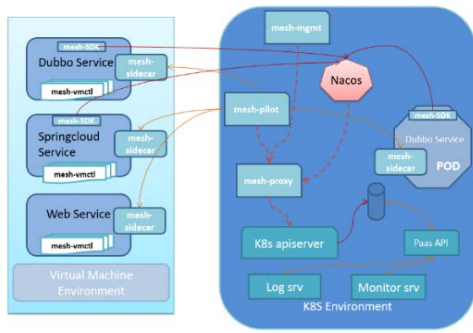 mesh-SDK
Dubbo Service
mesh-
sidecar
mesh-vmctl
mesh-SDK
Springcloud
Service
mesh-
sidecar
mesh-vmctl
Web Service
mesh-
sidecar
mesh-vmctl
Virtual Machine
Environment
mesh-mgmt
Nacos
mesh-pilot
mesh-SDK
Dubbo Service
POD
mesh-
sidecar
mesh-proxy
K8s apiserver
Paas API
Log srv
Monitor srv
K8S Environment